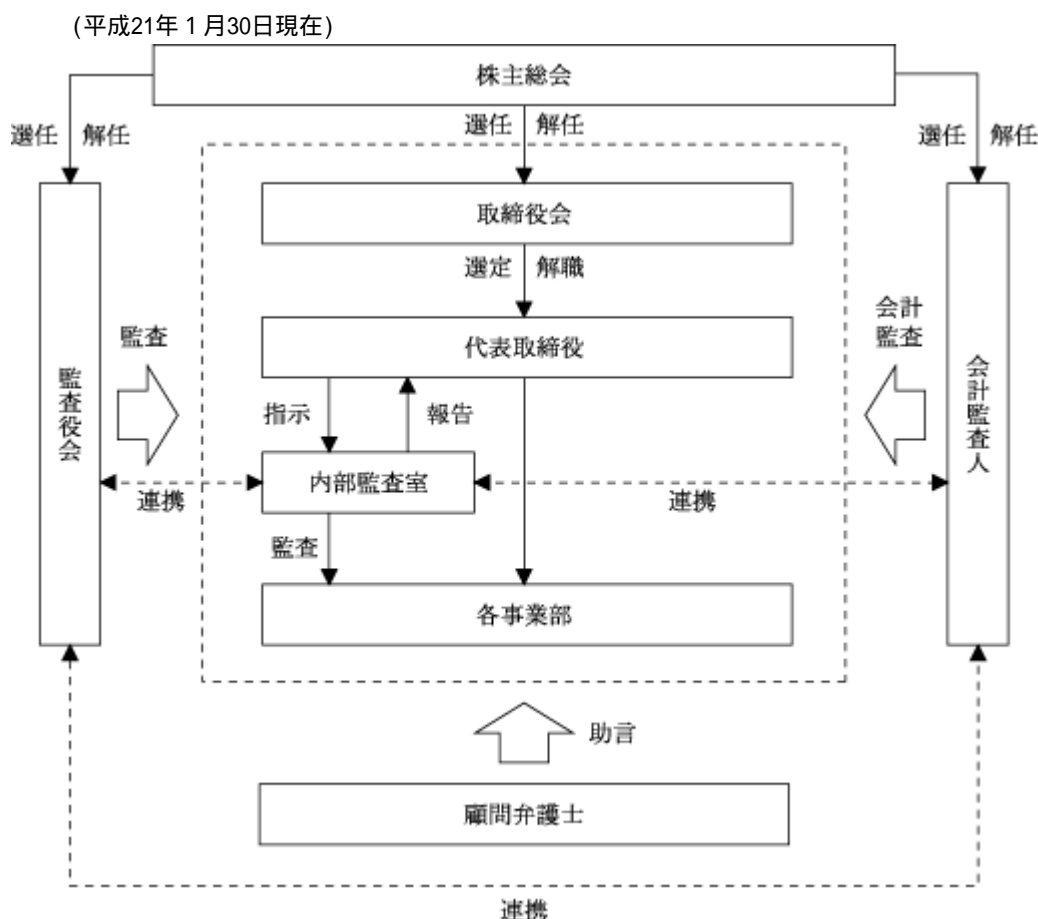 (平成21年１月30日現在)
株主総会
選任 解任
選任 解任
選任 解任
取締役会
選定 解職
監査
会計
監査
代表取締役
監査役会
会計監査人
指示
報告
内部監査室
連携
連携
監査
各事業部
助言
顧問弁護士
連携